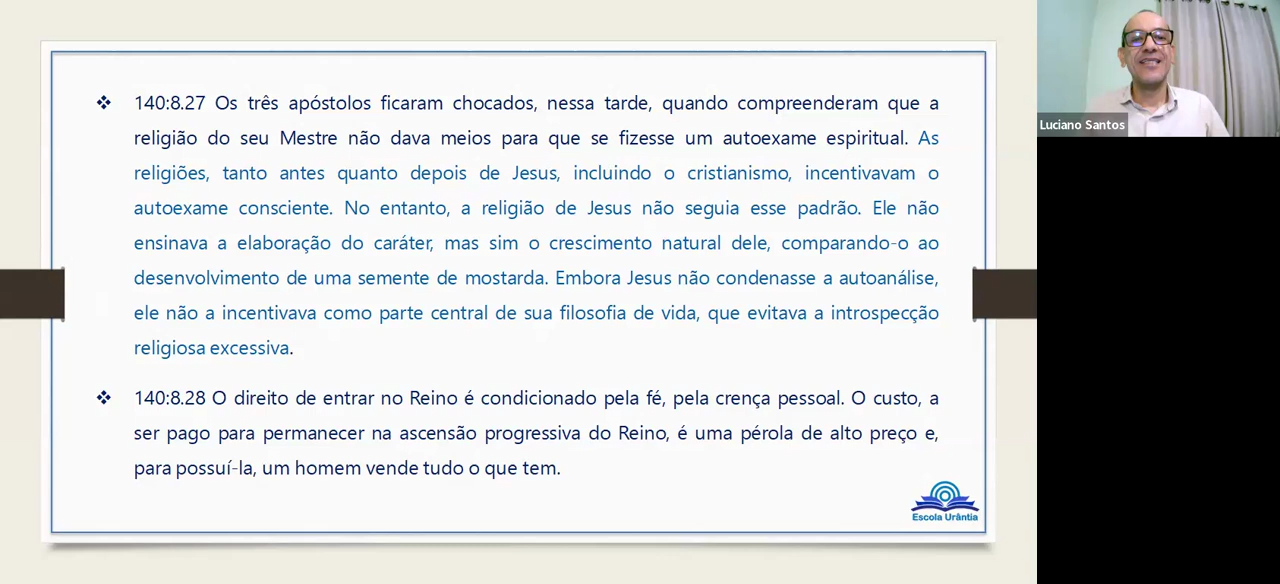 140:8.27 Os três apóstolos ficaram chocados, nessa tarde, quando compreenderam que a
religião do seu Mestre não dava meios para que se fizesse um autoexame espiritual. As
religiões, tanto antes quanto depois de Jesus, incluindo o cristianismo, incentivavam o
autoexame consciente. No entanto, a religião de Jesus não seguia esse padrão. Ele não
ensinava a elaboração do caráter, mas sim o crescimento natural dele, comparando-o ao
desenvolvimento de uma semente de mostarda. Embora Jesus não condenasse a autoanálise,
ele não a incentivava como parte central de sua filosofia de vida, que evitava a introspecção
religiosa excessiva.
140:8.28 O direito de entrar no Reino é condicionado pela fé, pela crença pessoal. O custo, a
ser pago para permanecer na ascensão progressiva do Reino, é uma pérola de alto preço e,
para possuí-la, um homem vende tudo o que tem.
Escola Urântia
Luciano Santos